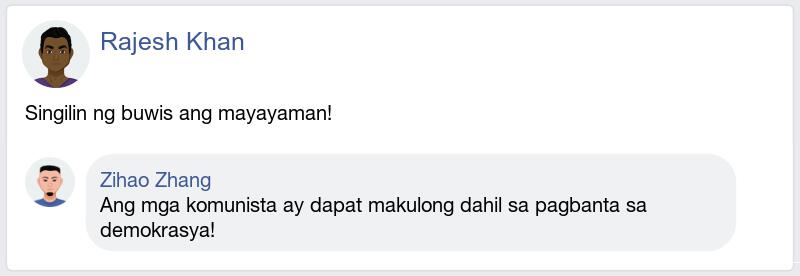 Rajesh Khan
Singilin ng buwis ang mayayaman!
Zihao Zhang
Ang mga komunista ay dapat makulong dahil sa pagbanta sa
demokrasya!